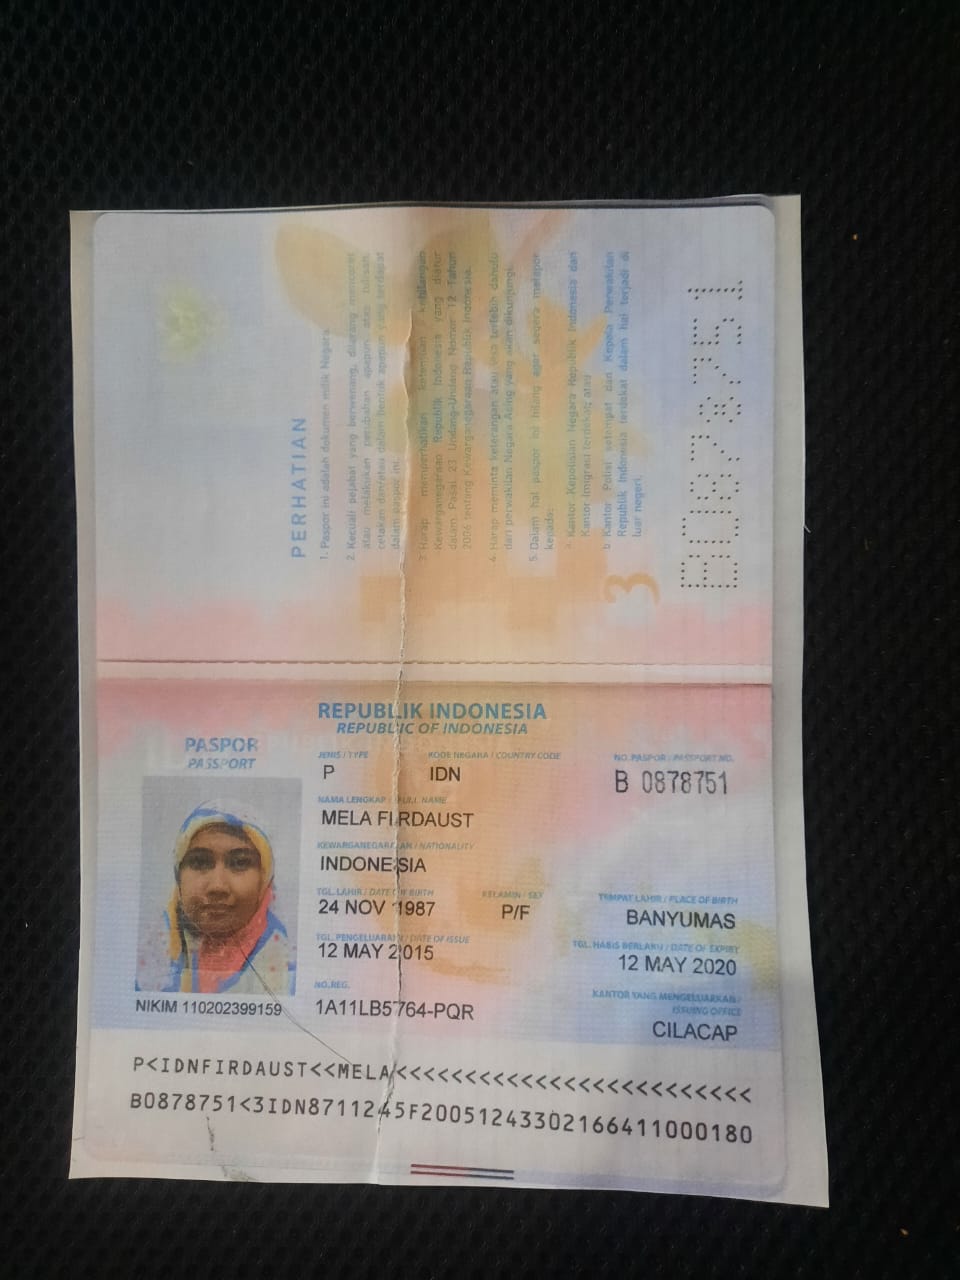 PERHATIAN
1. Paspor ini adalah dokumen milik Negara.
2. Kecuali pejabat yang berwenang, dilarang mencoret
atau melakukan perubahan apapun atas tulisan,
cetakan dan/atau dalam bentuk apapun yang terdapat
dalam paspor ini.
3. Harap memperhatikan ketentuan kehilangan
Kewarganegaraan Republik Indonesia yang diatur
dalam Pasal 23 Undang-Undang Nomor 12 Tahun
2006 tentang Kewarganegaraan Republik Indonesia.
4. Harap meminta keterangan atau visa terlebih dahulu
dari perwakilan Negara Asing yang akan dikunjungi.
5. Dalam hal paspor ini hilang agar segera melapor
kepada:
a. Kantor Kepolisian Negara Republik Indonesia dan
Kantor Imigrasi terdekat; atau
b. Kantor Polisi setempat dan Kepala Perwakilan
Republik Indonesia terdekat dalam hal terjadi di
luar negeri.
3
B0878751
REPUBLIK INDONESIA
REPUBLIC OF INDONESIA
PASPOR
PASSPORT
JENIS / TYPE KODE NEGARA / COUNTRY CODE NO. PASPOR / PASSPORT NO.
P IDN B 0878751
NAMA LENGKAP / FULL NAME
MELA FIRDAUST
KEWARGANEGARAAN / NATIONALITY
INDONESIA
TGL. LAHIR / DATE OF BIRTH KELAMIN / SEX TEMPAT LAHIR / PLACE OF BIRTH
24 NOV 1987 P/F BANYUMAS
TGL. PENGELUARAN / DATE OF ISSUE TGL. HABIS BERLAKU / DATE OF EXPIRY
12 MAY 2015 12 MAY 2020
NO. REG. KANTOR YANG MENGELUARKAN /
ISSUING OFFICE
NIKIM 110202399159 1A11LB5764-PQR CILACAP
P<IDNFIRDAUST<<MELA<<<<<<<<<<<<<<<<<<<<<<<<<
B0878751<3IDN8711245F2005124330216641100​0180